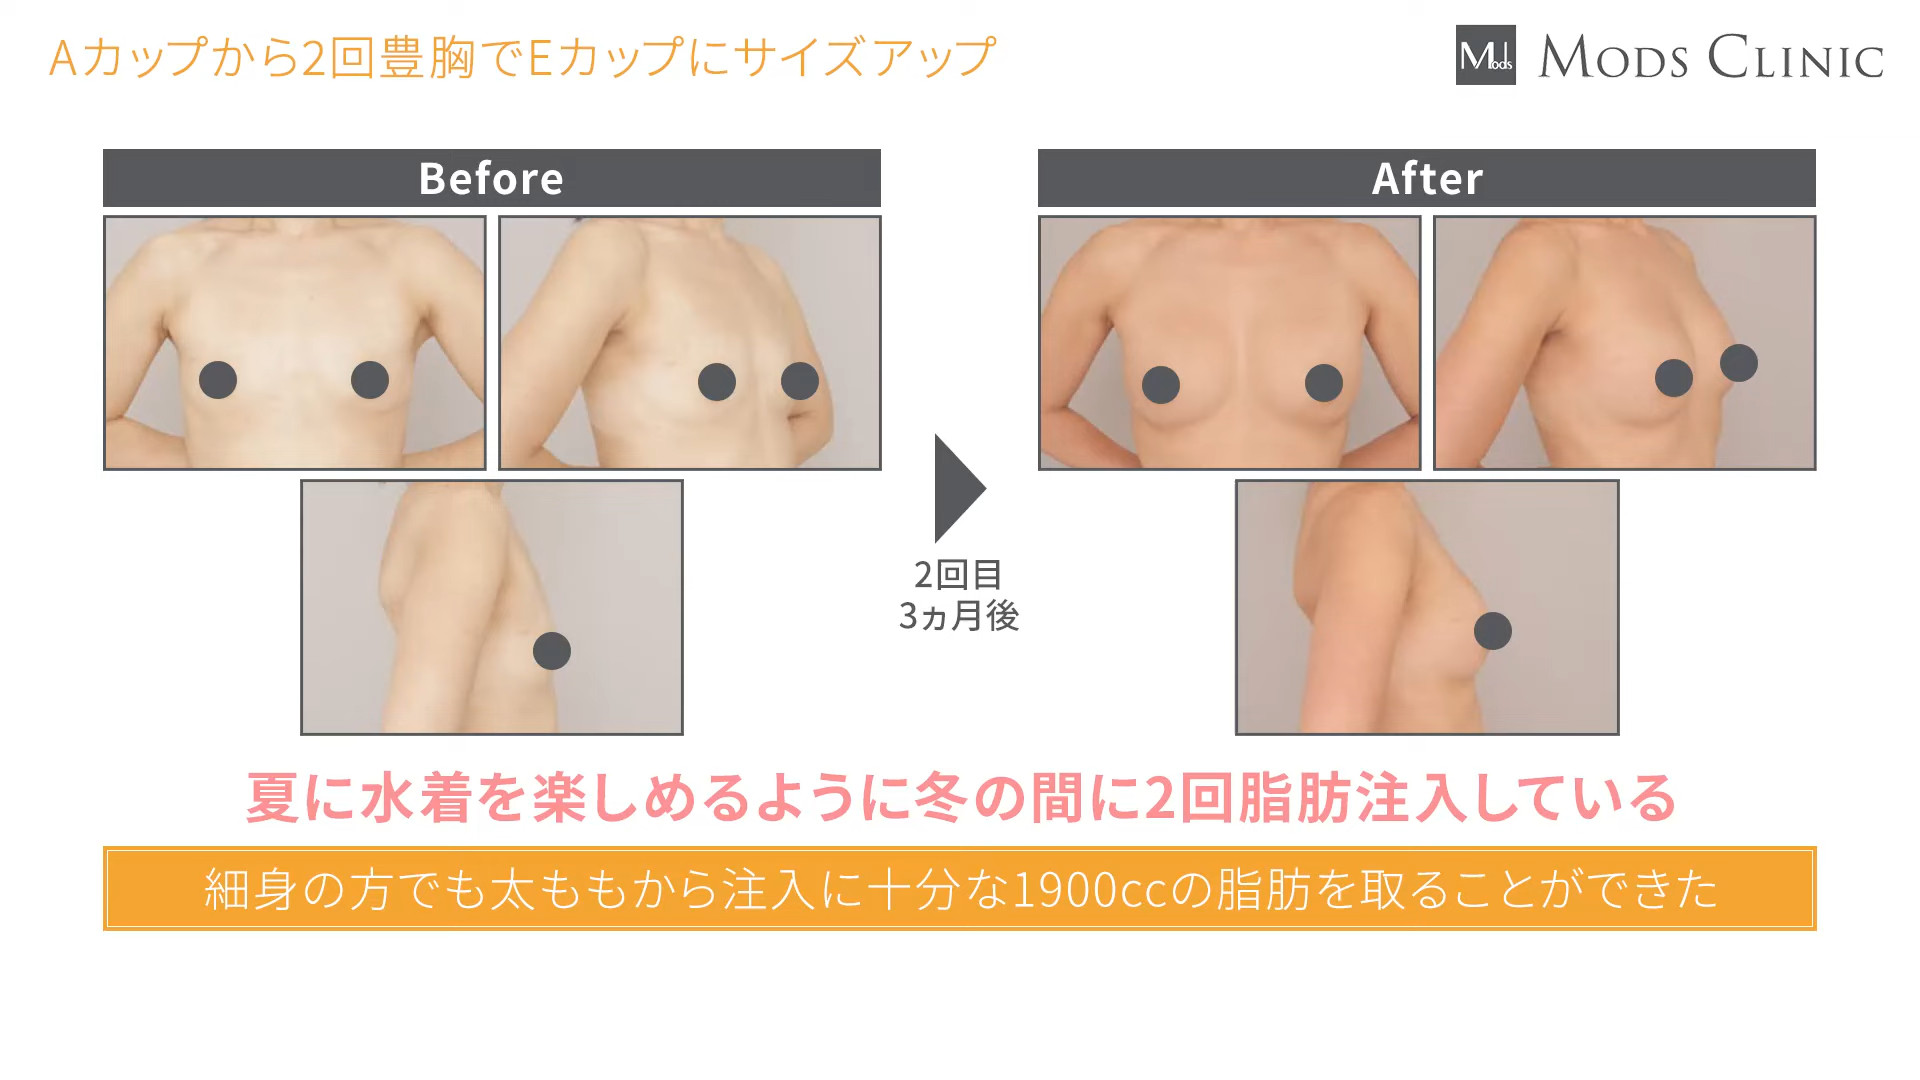 Aカップから2回豊胸でEカップにサイズアップ
Mods
MODS CLINIC
Before
After
2回目
3ヵ月後
夏に水着を楽しめるように冬の間に2回脂肪注入している
細身の方でも太ももから注入に十分な1900ccの脂肪を取ることができた